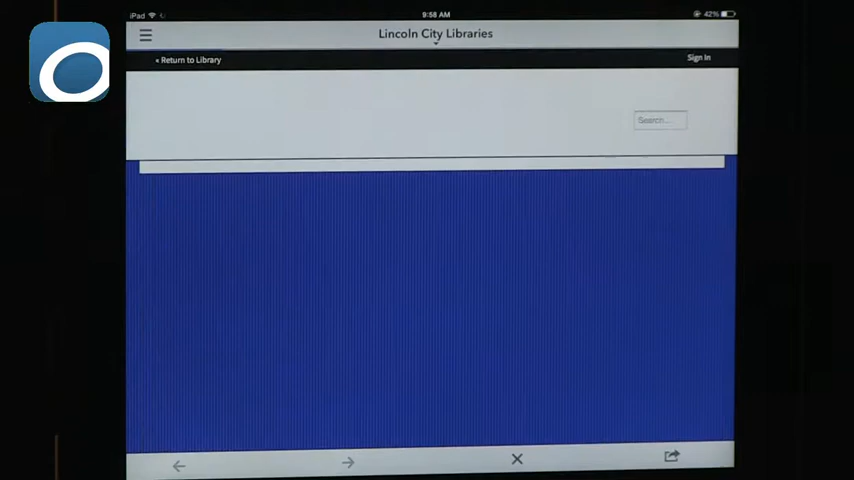 iPad
9:58 AM
42%
Lincoln City Libraries
◂ Return to Library
Sign In
Search...